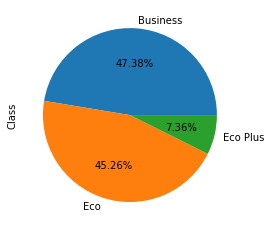 Business
47.38%
Class
7.36%
Eco Plus
45.26%
Eco